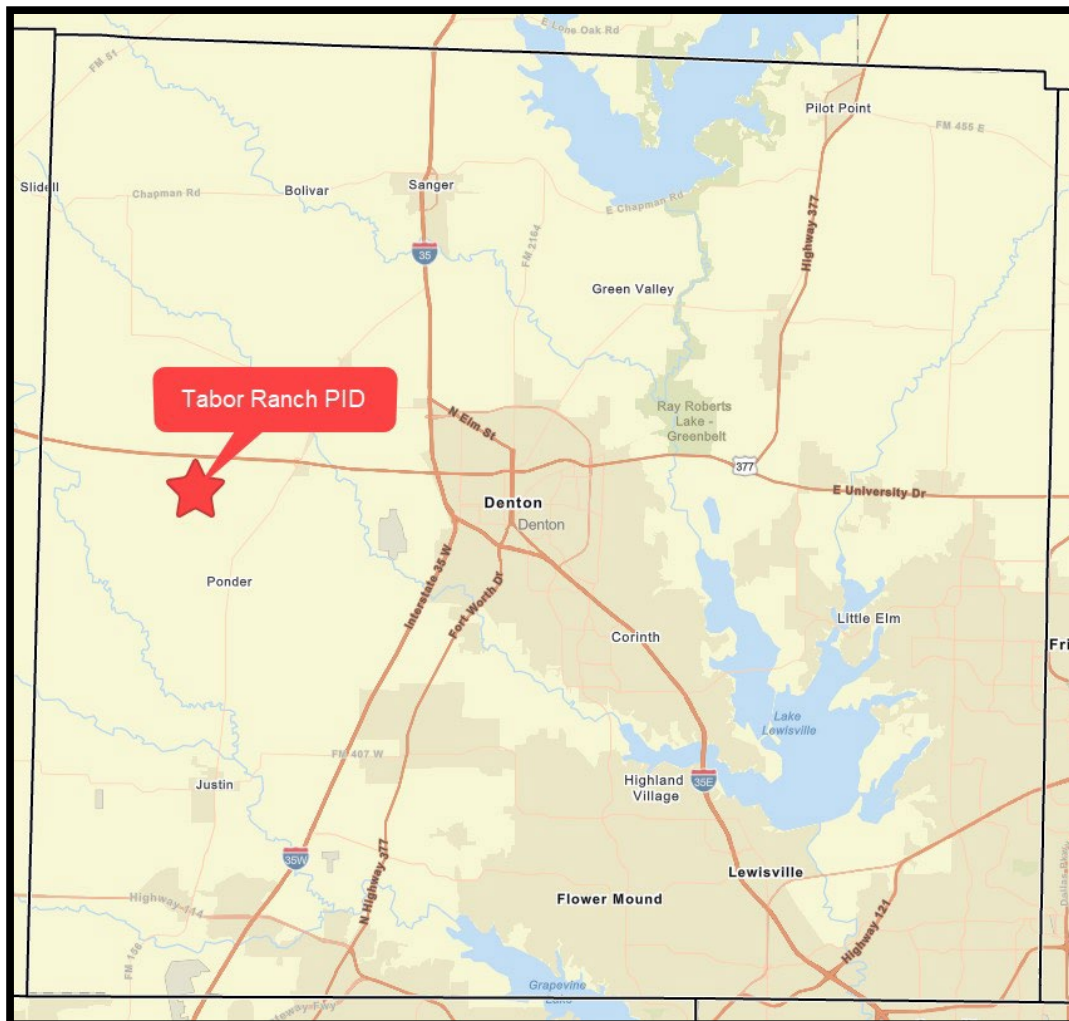 E Lone Oak Rd
FM 51
Pilot Point
FM 455 E
Slidell
Chapman Rd
Bolivar
Sanger
E Chapman Rd
35
FM 2164
Highway 377
Green Valley
Tabor Ranch PID
N Elm St
Ray Roberts
Lake -
Greenbelt
377
E University Dr
Denton
Denton
Ponder
Interstate 35 W
Fort Worth Dr
Corinth
Little Elm
Fri
Lake
Lewisville
FM 407 W
Justin
Highland
Village
35E
35W
N Highway 377
Lewisville
Flower Mound
Highway 114
Highway 121
FM 156
Grapevine
Lake